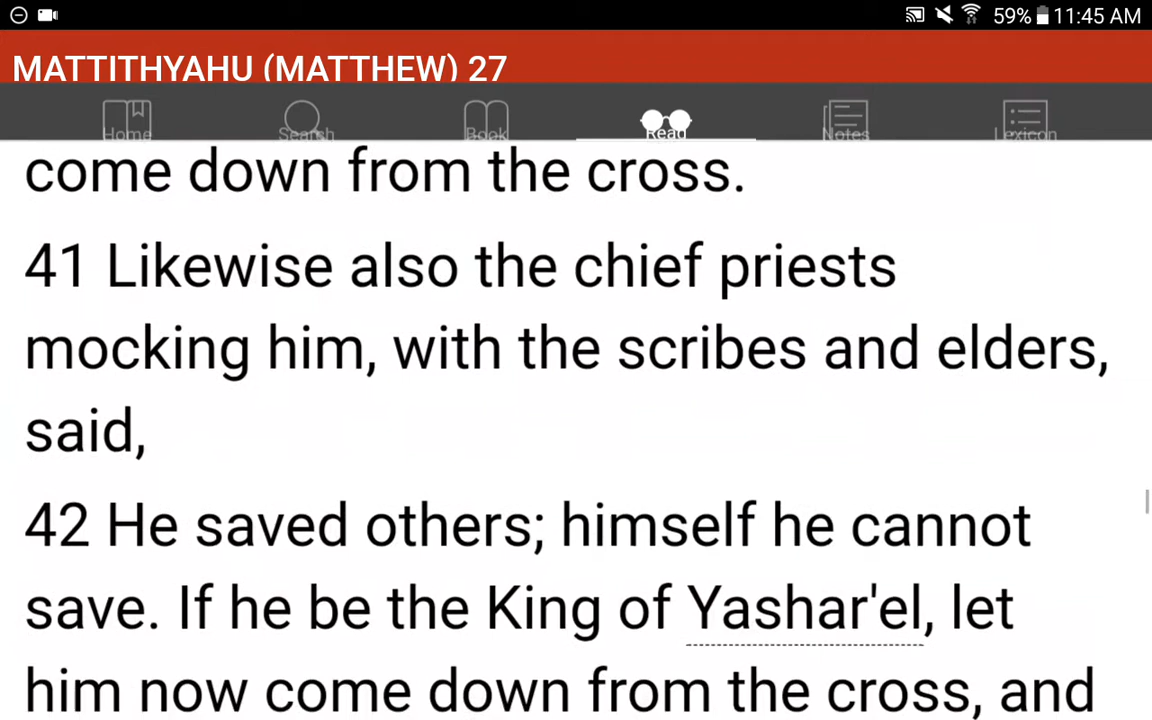 59% 11:45 AM
MATTITHYAHU (MATTHEW) 27
Home Search Book Read Notes Lexicon
come down from the cross.
41 Likewise also the chief priests
mocking him, with the scribes and elders,
said,
42 He saved others; himself he cannot
save. If he be the King of Yashar'el, let
him now come down from the cross, and